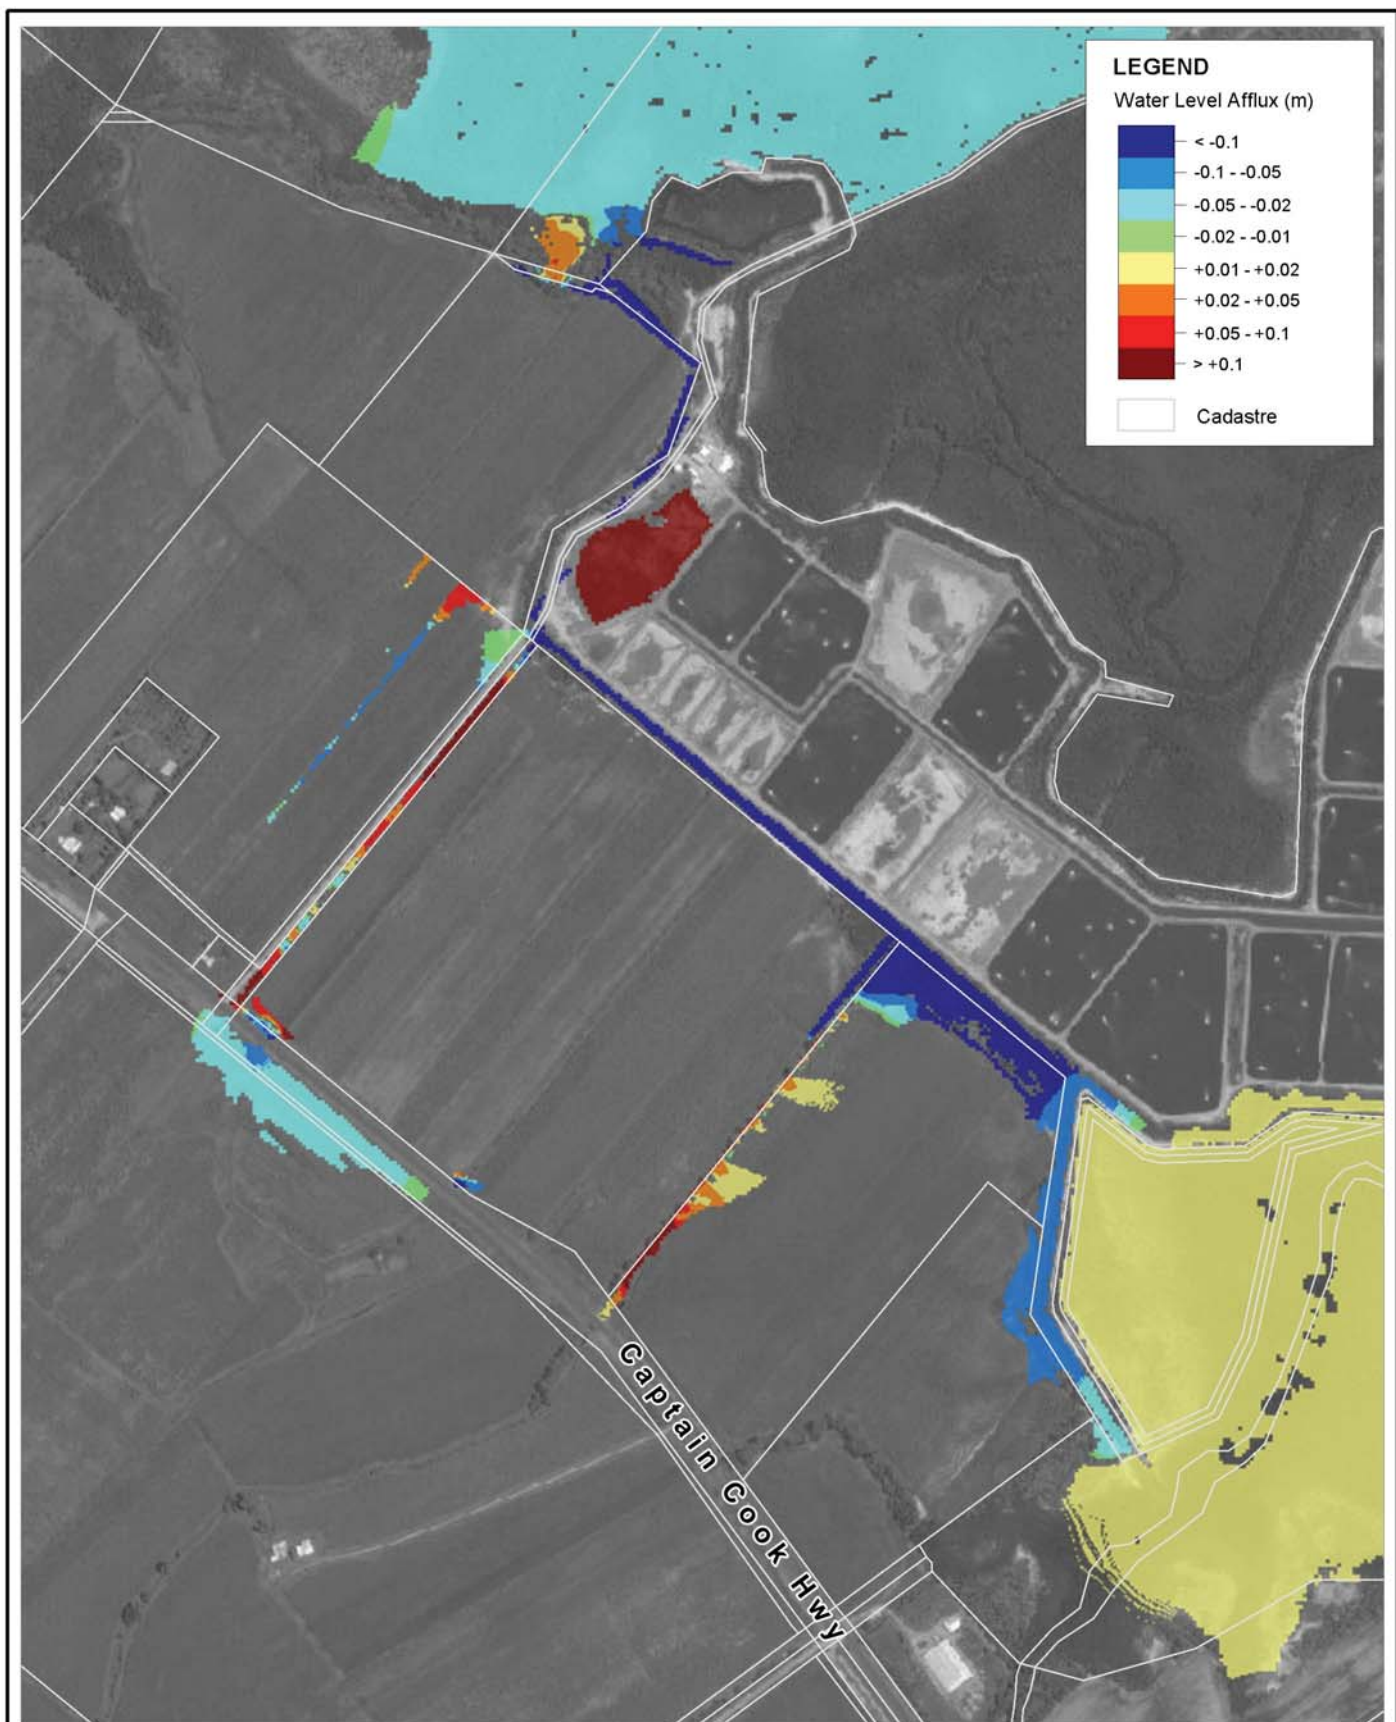 LEGEND
Water Level Afflux (m)
< -0.1
-0.1 - -0.05
-0.05 - -0.02
-0.02 - -0.01
+0.01 - +0.02
+0.02 - +0.05
+0.05 - +0.1
> +0.1
Cadastre
Captain Cook Hwy